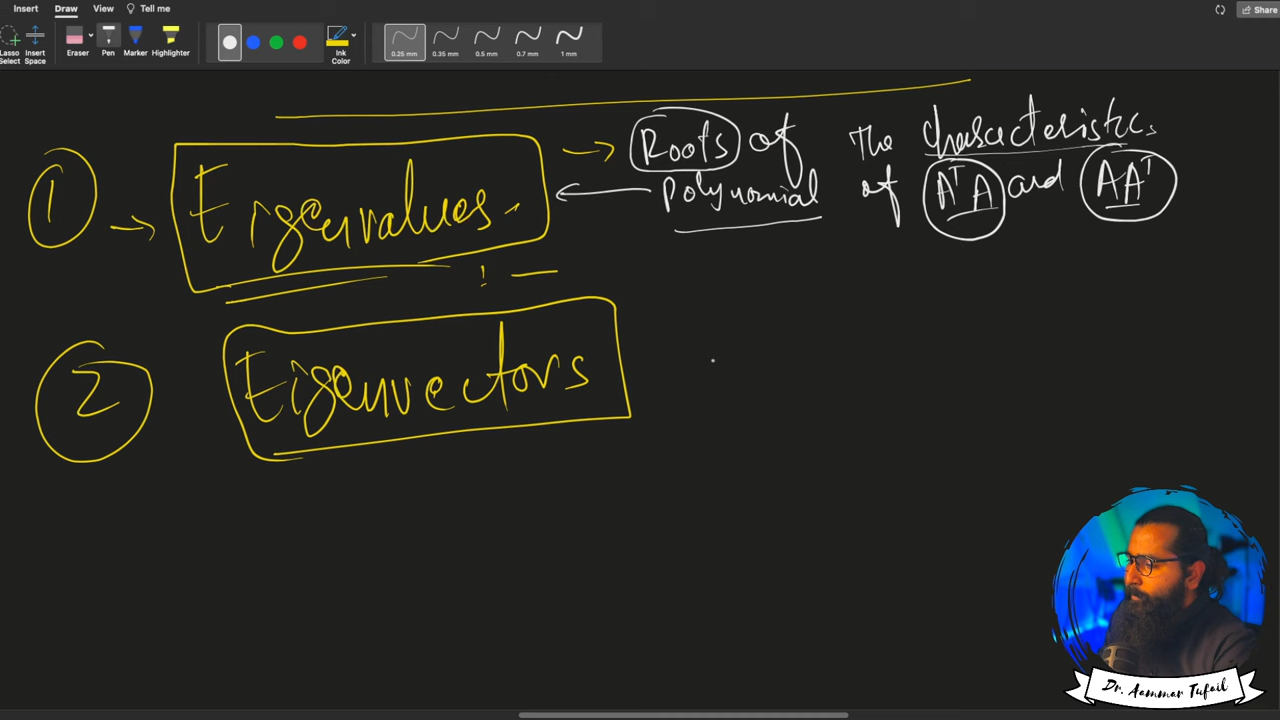 Insert Draw View Tell me
Share
Lasso Select
Insert Space
Eraser
Pen
Marker
Highlighter
Ink Color
0.25 mm 0.35 mm 0.5 mm 0.7 mm 1 mm
1 → Eigenvalues. → Roots of The characteristic.
← Polynomial of AᵀA and AAᵀ
! —
2 Eigenvectors
Dr. Aammar Tufail